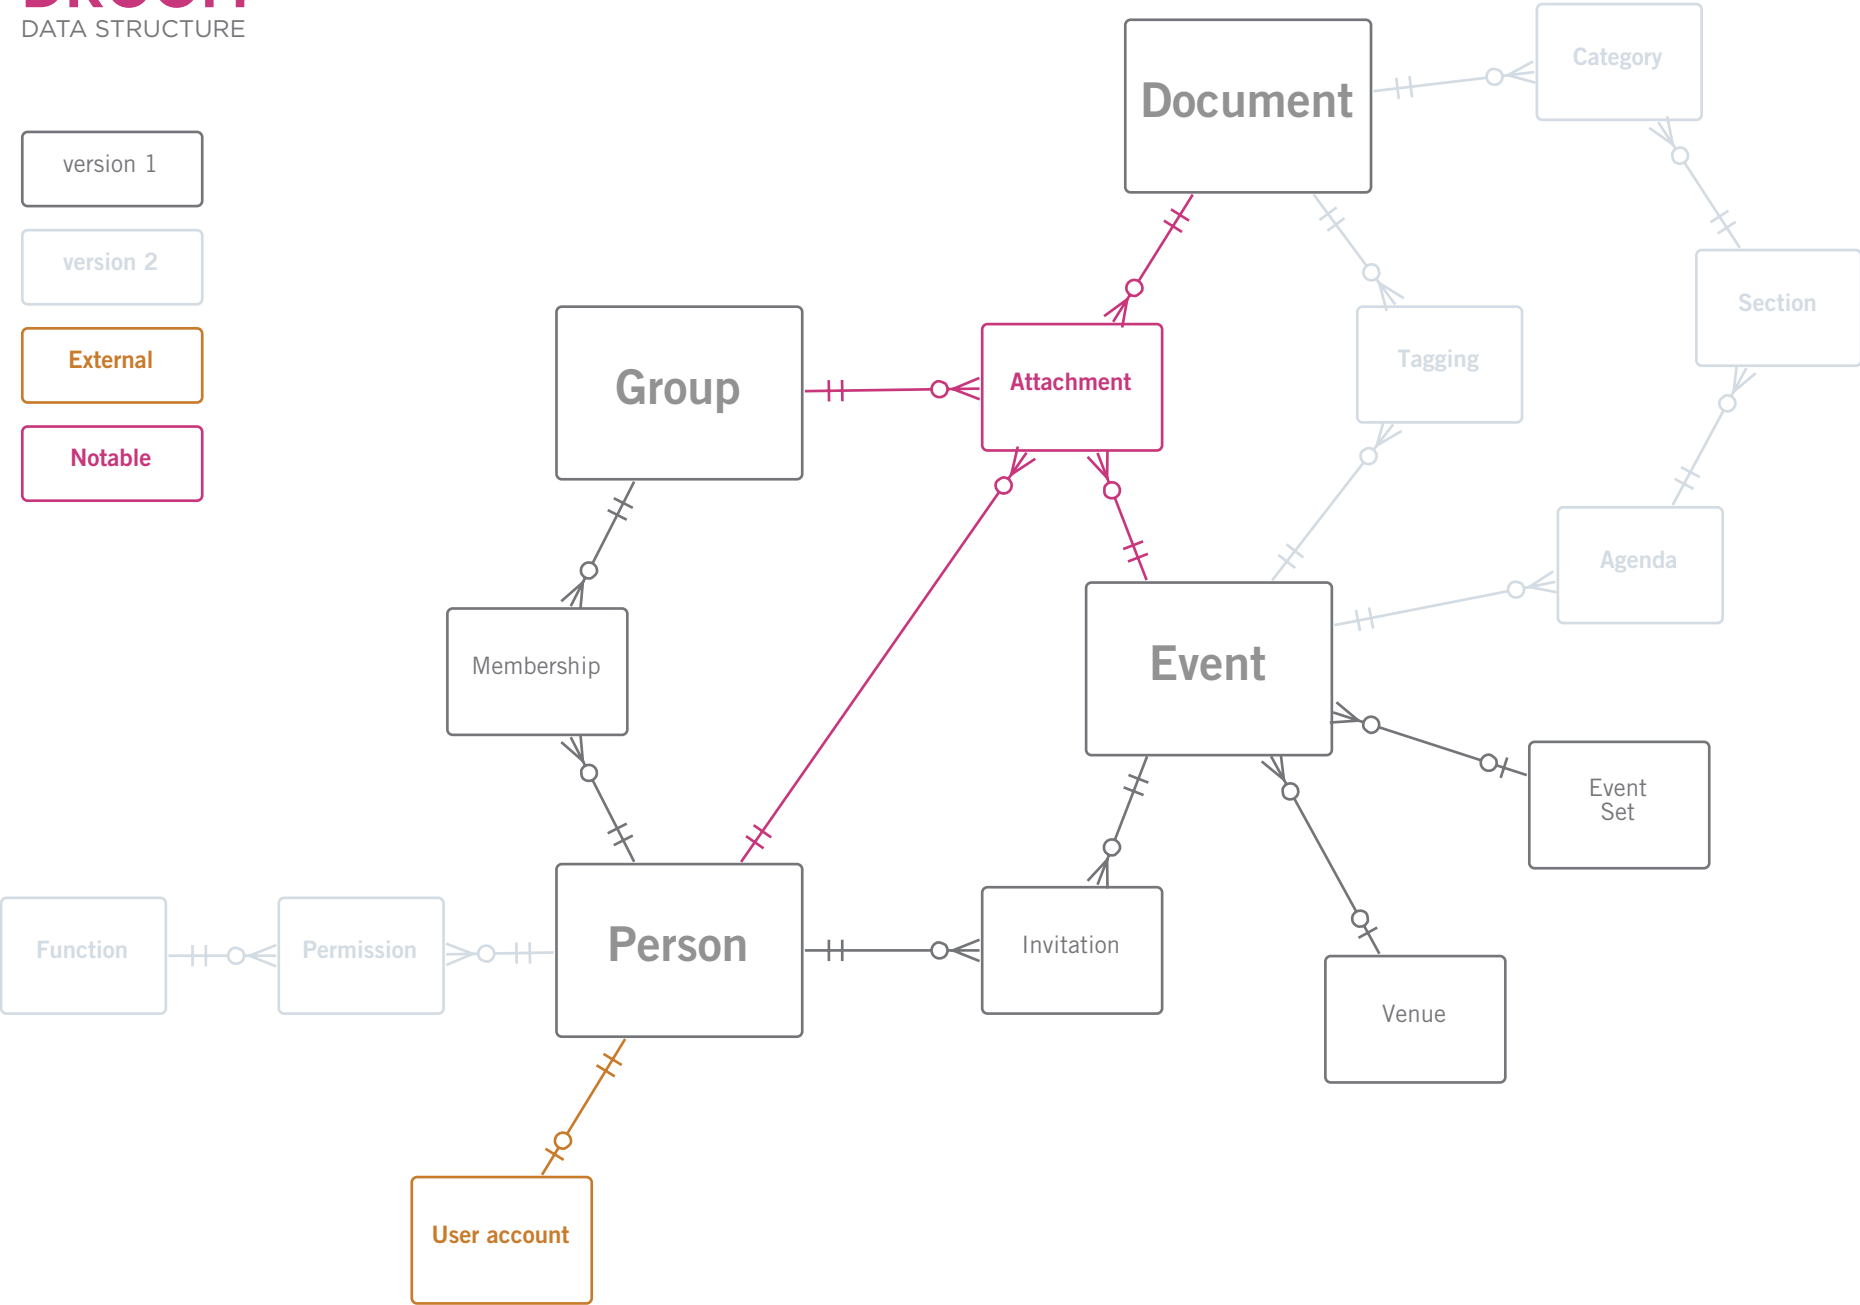 DATA STRUCTURE
version 1
version 2
External
Notable
Document
Category
Section
Group
Attachment
Tagging
Agenda
Membership
Event
Event
Set
Function
Permission
Person
Invitation
Venue
User account